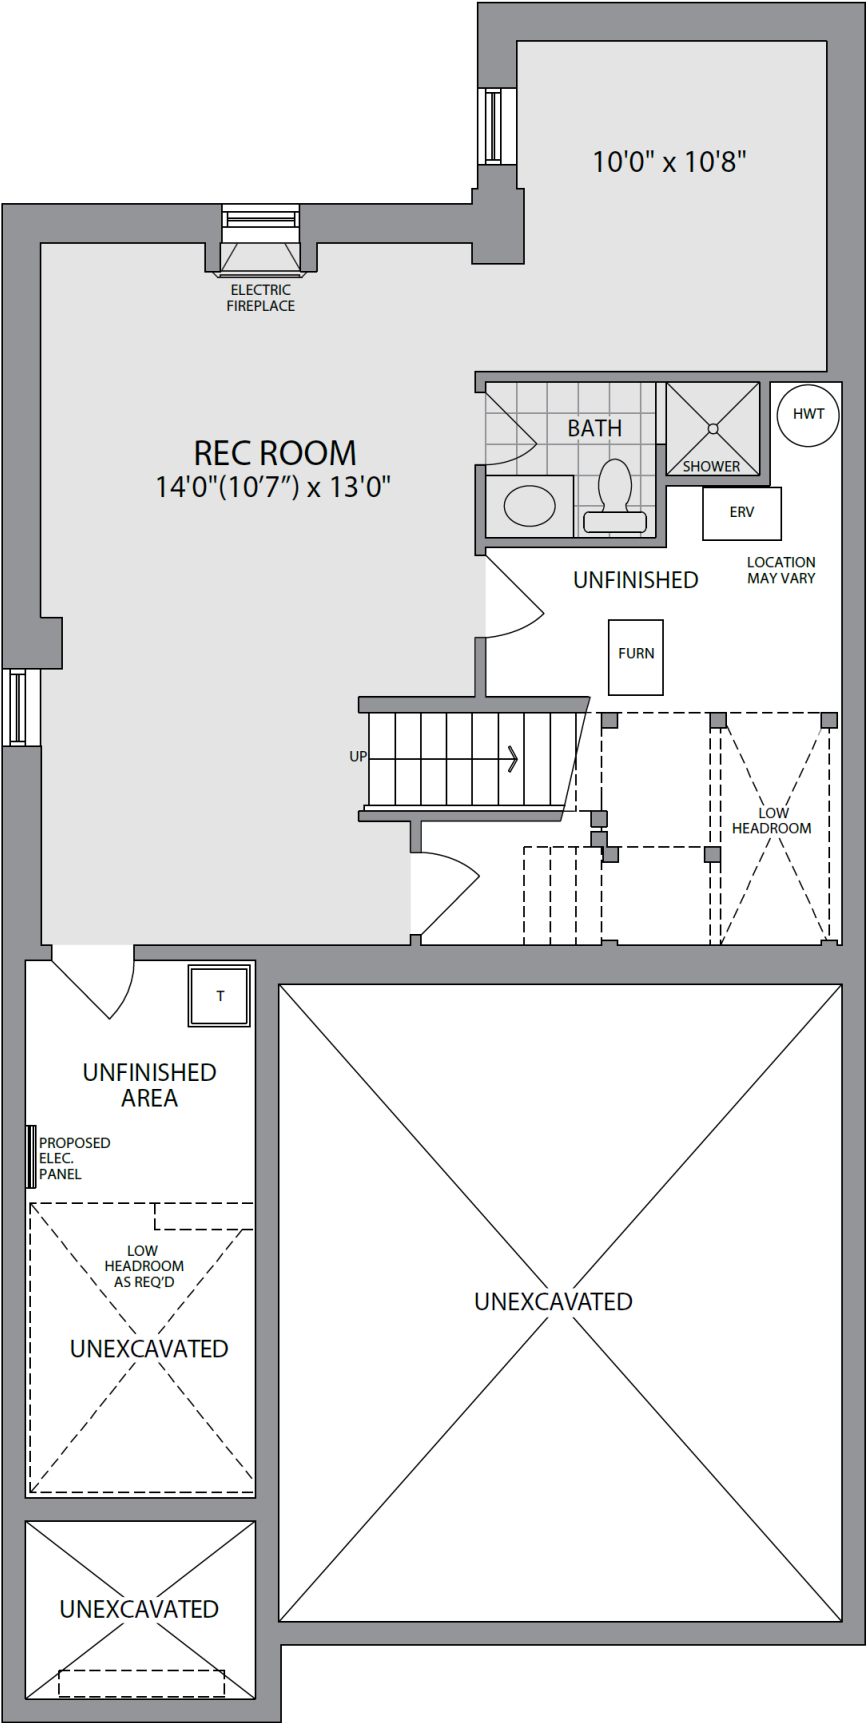 10'0" x 10'8"
ELECTRIC
FIREPLACE
REC ROOM
14'0"(10’7”) x 13'0"
BATH
SHOWER
HWT
ERV
LOCATION
MAY VARY
UNFINISHED
FURN
UP
LOW
HEADROOM
T
UNFINISHED
AREA
PROPOSED
ELEC.
PANEL
LOW
HEADROOM
AS REQ’D
UNEXCAVATED
UNEXCAVATED
UNEXCAVATED